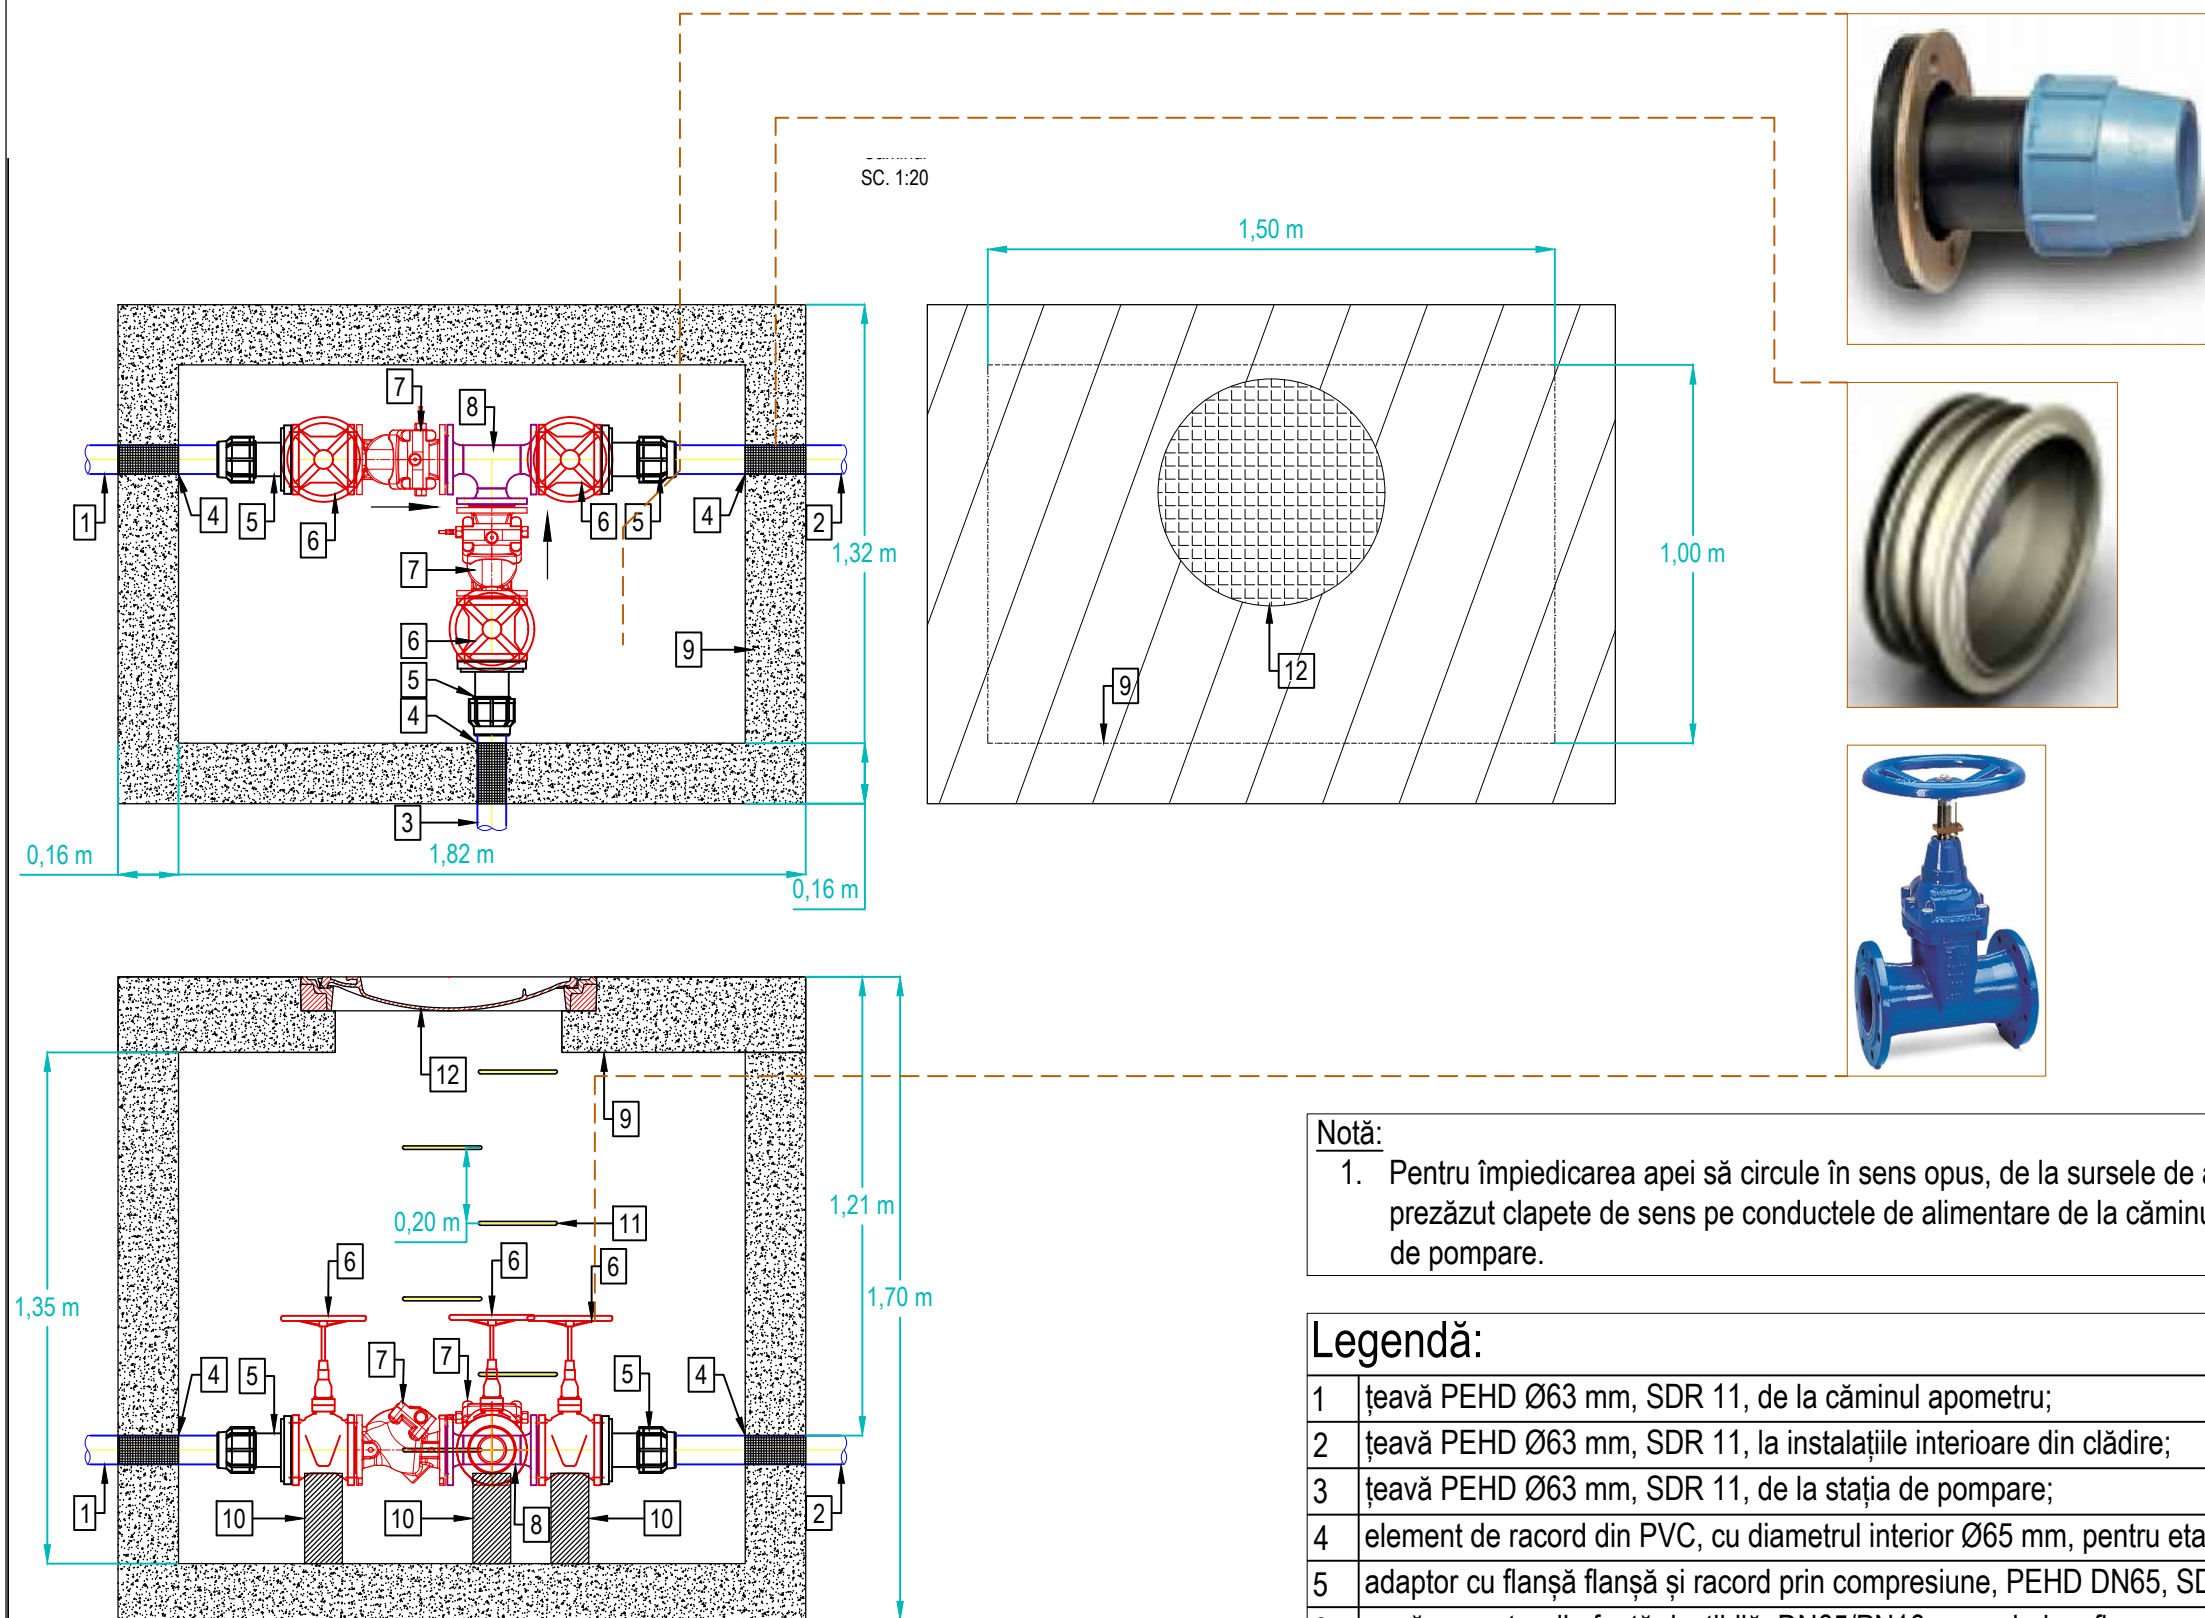 SC. 1:20
1,50 m
7
8
1
4
5
6
6
5
4
2
1,32 m
1,00 m
7
6
9
5
4
9
12
3
0,16 m
1,82 m
0,16 m
12
9
0,20 m
11
1,21 m
6
6
6
1,35 m
1,70 m
7
7
4
5
5
4
1
10
10
8
10
2
Notă:
1. Pentru împiedicarea apei să circule în sens opus, de la sursele de
prezăzut clapete de sens pe conductele de alimentare de la căminu
de pompare.
Legendă:
1 țeavă PEHD Ø63 mm, SDR 11, de la căminul apometru;
2 țeavă PEHD Ø63 mm, SDR 11, la instalațiile interioare din clădire;
3 țeavă PEHD Ø63 mm, SDR 11, de la stația de pompare;
4 element de racord din PVC, cu diametrul interior Ø65 mm, pentru eta
5 adaptor cu flanșă flanșă și racord prin compresiune, PEHD DN65, SD